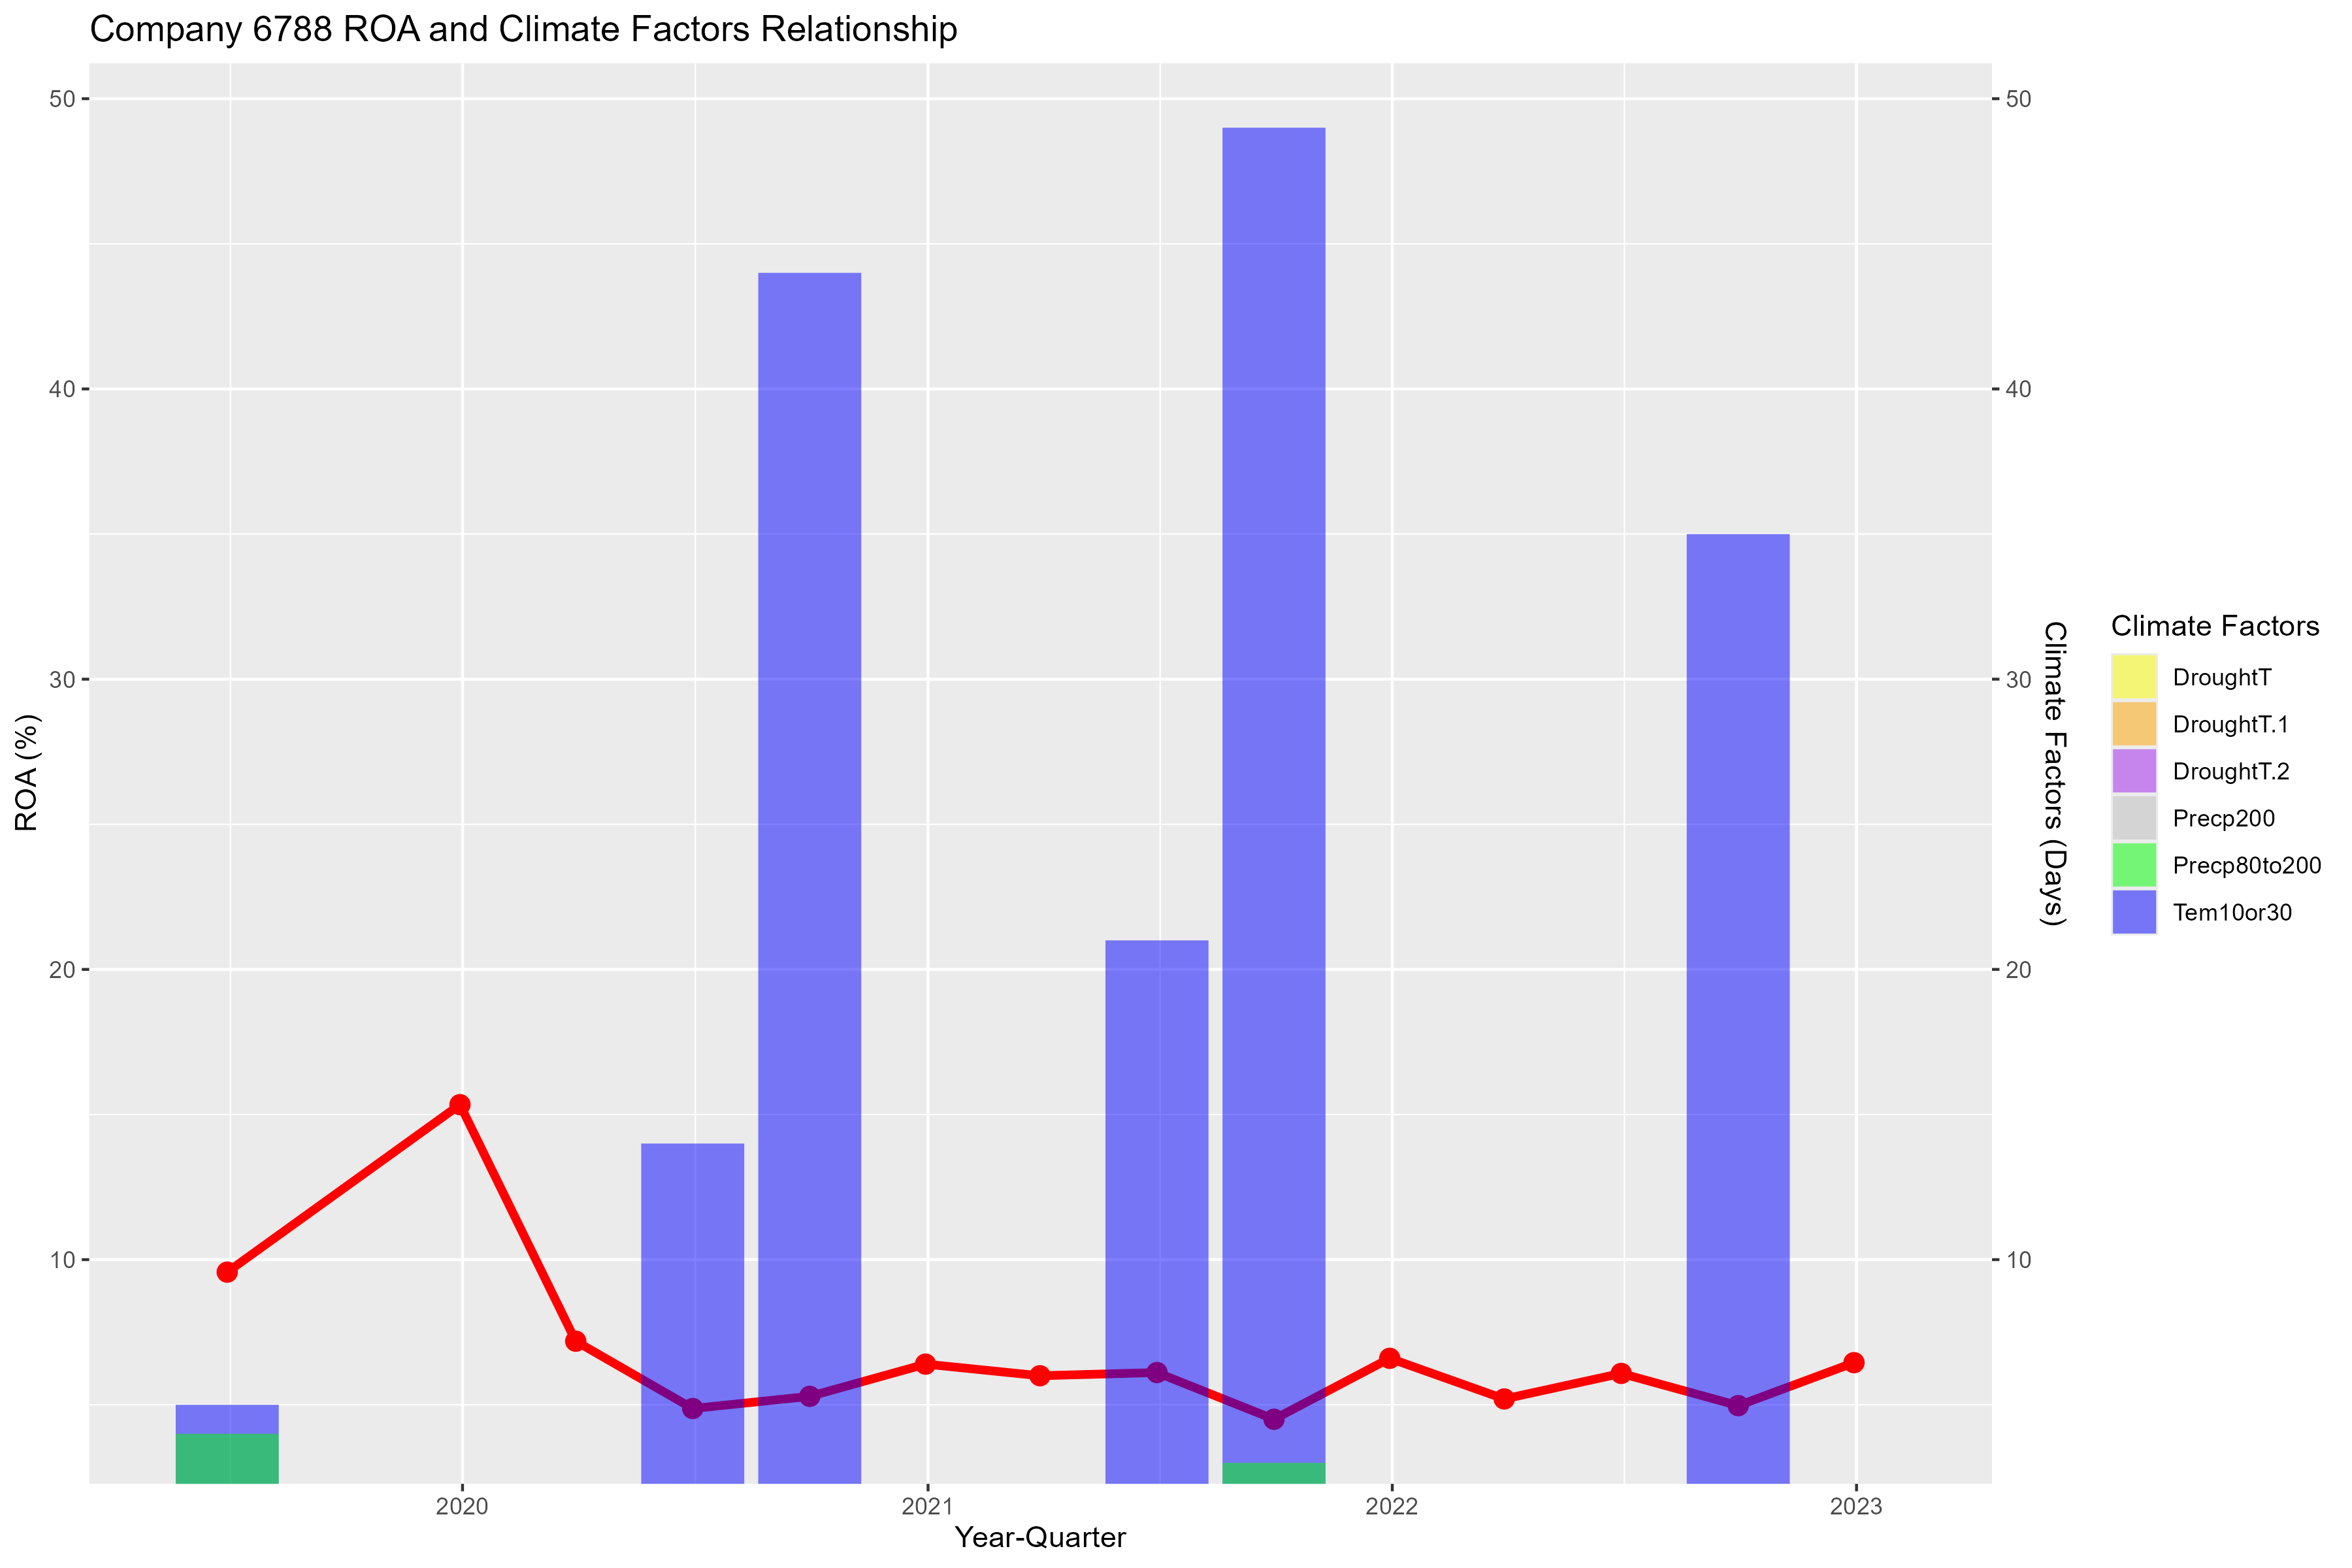 Company 6788 ROA and Climate Factors Relationship
50
40
30
20
10
ROA (%)
2020
2021
2022
2023
Year-Quarter
50
40
30
20
10
Climate Factors (Days)
Climate Factors
DroughtT
DroughtT.1
DroughtT.2
Precp200
Precp80to200
Tem10or30